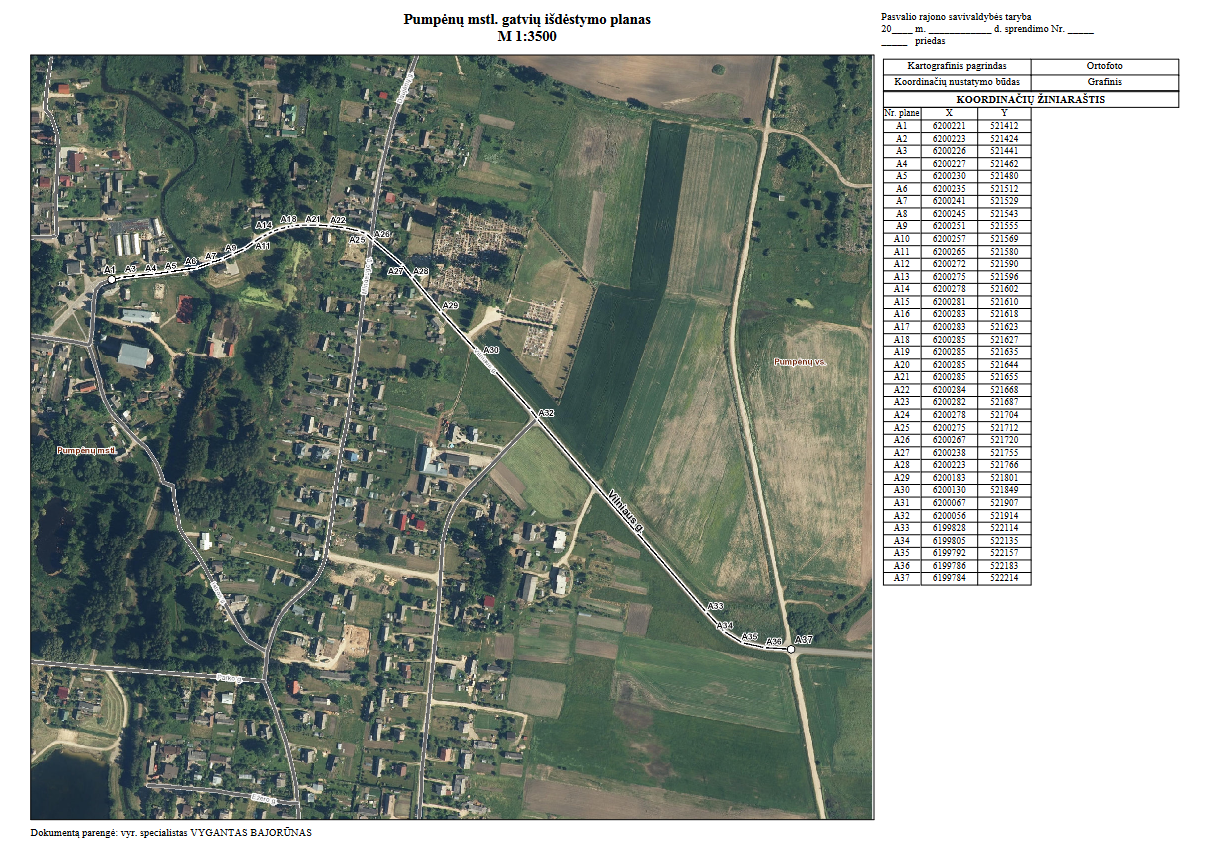 Pumpėnų mstl. gatvių išdėstymo planas
M 1:3500
Pasvalio rajono savivaldybės taryba
20____ m. ____________ d. sprendimo Nr. _____
_____ priedas
Kartografinis pagrindas Ortofoto
Koordinačių nustatymo būdas Grafinis
KOORDINAČIŲ ŽINIARAŠTIS
Nr. plane X Y
A1 6200221 521412
A2 6200223 521424
A3 6200226 521441
A4 6200227 521462
A5 6200230 521480
A6 6200235 521512
A7 6200241 521529
A8 6200245 521543
A9 6200251 521555
A10 6200257 521569
A11 6200265 521580
A12 6200272 521590
A13 6200275 521596
A14 6200278 521602
A15 6200281 521610
A16 6200283 521618
A17 6200283 521623
A18 6200285 521627
A19 6200285 521635
A20 6200285 521644
A21 6200285 521655
A22 6200284 521668
A23 6200282 521687
A24 6200278 521704
A25 6200275 521712
A26 6200267 521720
A27 6200238 521755
A28 6200223 521766
A29 6200183 521801
A30 6200130 521849
A31 6200067 521907
A32 6200056 521914
A33 6199828 522114
A34 6199805 522135
A35 6199792 522157
A36 6199786 522183
A37 6199784 522214
A14 A18 A21 A22
A25 A26
A1 A3 A4 A5 A6 A7 A9 A11
A27 A28
A29
A30
Pumpėnų vs.
A32
Pumpėnų mstl.
Vilniaus g.
A33
A34
A35 A36 A37
Parko g.
Ežero g.
Dokumentą parengė: vyr. specialistas VYGANTAS BAJORŪNAS